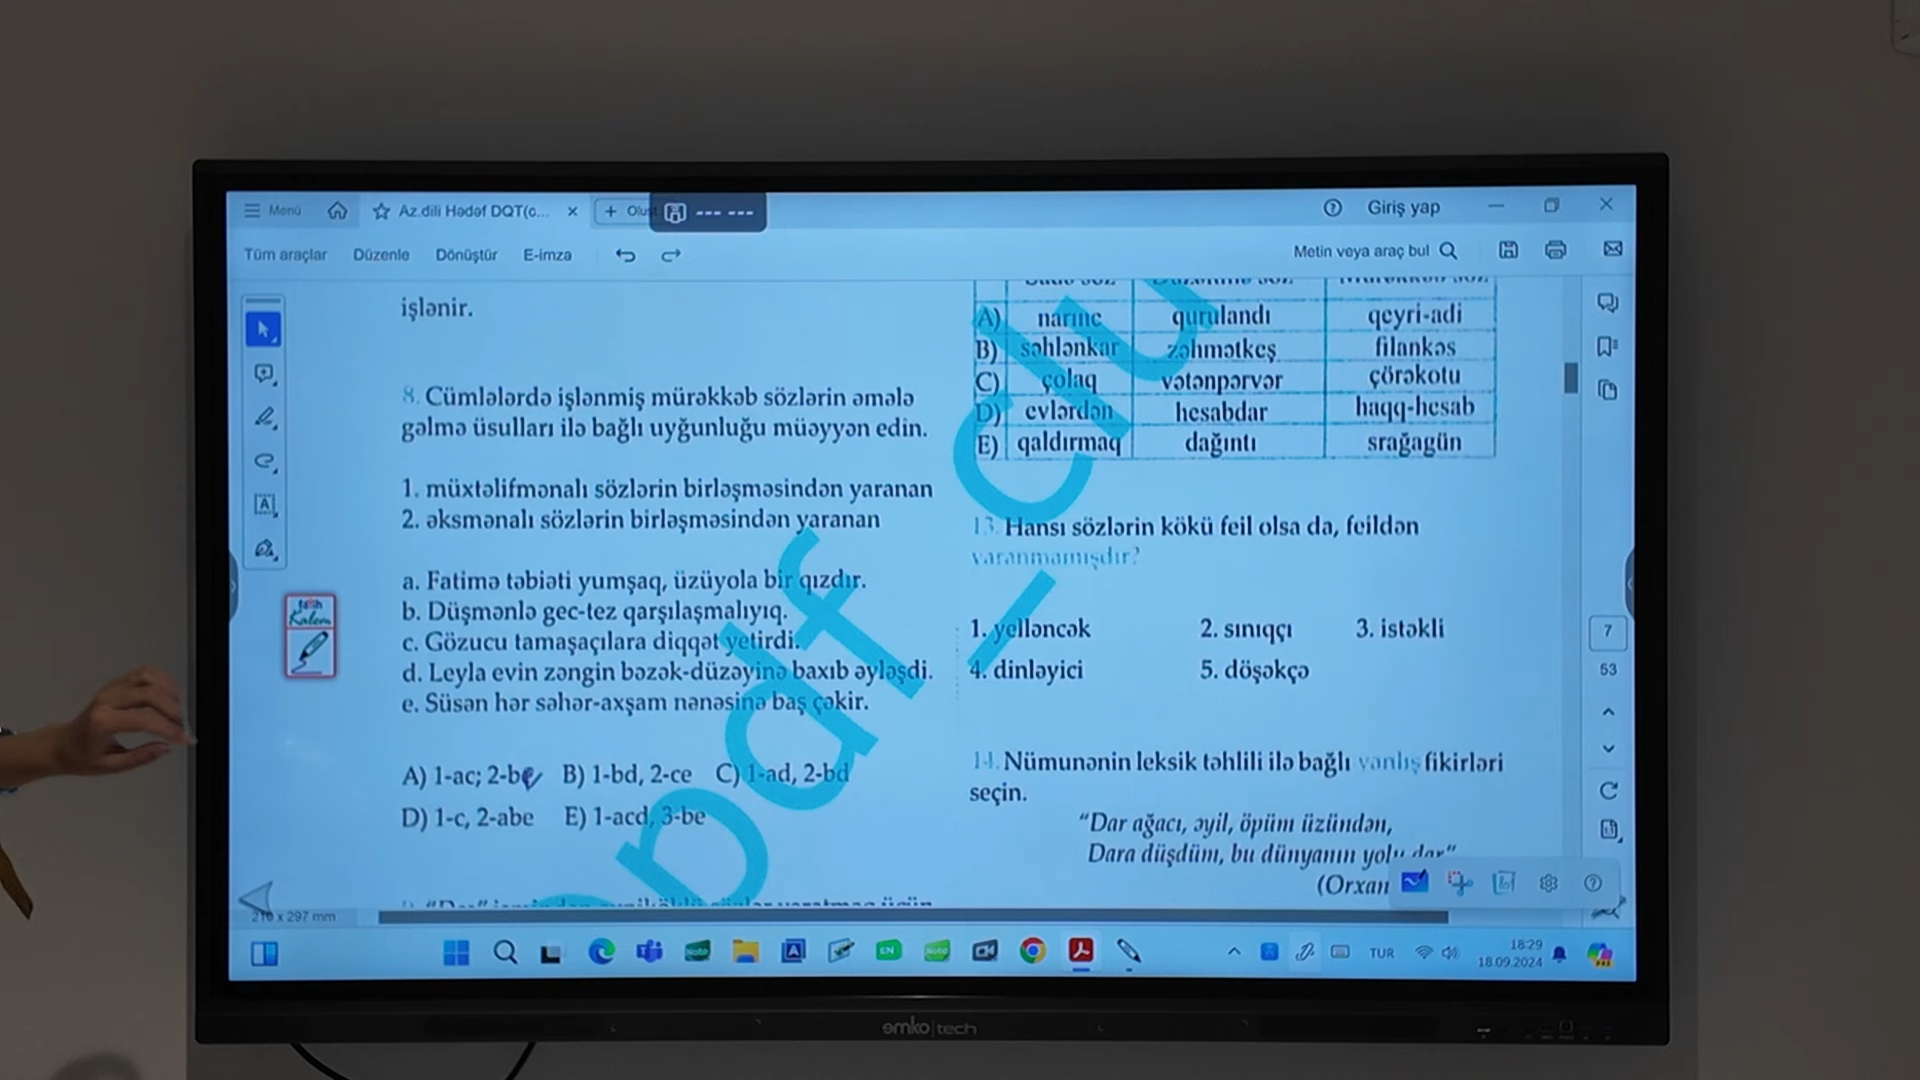 Menü
Az.dili Hədəf DQT(c...
Giriş yap
Tüm araçlar Düzenle Dönüştür E-imza
Metin veya araç bul
işlənir.
8. Cümlələrdə işlənmiş mürəkkəb sözlərin əmələ
gəlmə üsulları ilə bağlı uyğunluğu müəyyən edin.
1. müxtəlifmənalı sözlərin birləşməsindən yaranan
2. əksmənalı sözlərin birləşməsindən yaranan
a. Fatimə təbiəti yumşaq, üzüyola bir qızdır.
b. Düşmənlə gec-tez qarşılaşmalıyıq.
c. Gözucu tamaşaçılara diqqət yetirdi.
d. Leyla evin zəngin bəzək-düzəyinə baxıb əyləşdi.
e. Süsən hər səhər-axşam nənəsinə baş çəkir.
A) 1-ac; 2-be B) 1-bd, 2-ce C) 1-ad, 2-bd
D) 1-c, 2-abe E) 1-acd, 3-be
A) narınc qurulandı qeyri-adi
B) səhlənkar zəhmətkeş filankəs
C) çolaq vətənpərvər çörəkotu
D) evlərdən hesabdar haqq-hesab
E) qaldırmaq dağıntı srağagün
13. Hansı sözlərin kökü feil olsa da, feildən
yaranmamışdır?
1. yelləncək 2. sınıqçı 3. istəkli
4. dinləyici 5. döşəkçə
14. Nümunənin leksik təhlili ilə bağlı yanlış fikirləri
seçin.
“Dar ağacı, əyil, öpüm üzündən,
Dara düşdüm, bu dünyanın yolu dar”
(Orxan
pdf
7
53
fatih
Kalem
210 x 297 mm
TUR
18:29
18.09.2024
emko|tech